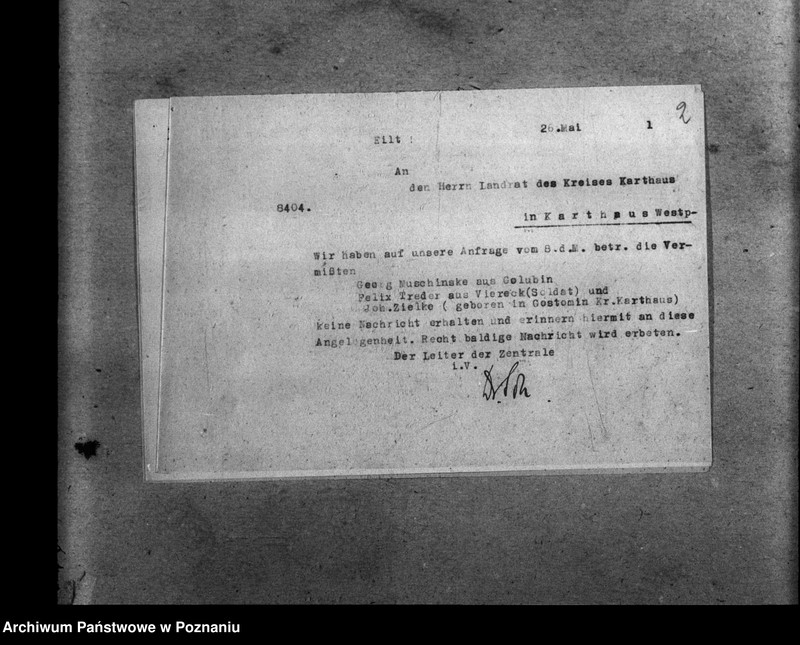 2
26.Mai 1
Eilt !
An
den Herrn Landrat des Kreises Karthaus
8404.
in Karthaus Westp-
Wir haben auf unsere Anfrage vom 8.d.M. betr. die Ver-
mißten
Georg Muschinske aus Golubin
Felix Treder aus Viereck(Soldat) und
Joh.Zielke ( geboren in Gostomin Kr.Karthaus)
keine Nachricht erhalten und erinnern hiermit an diese
Angelegenheit. Recht baldige Nachricht wird erbeten.
Der Leiter der Zentrale
i.V.
Dr.
Archiwum Państwowe w Poznaniu